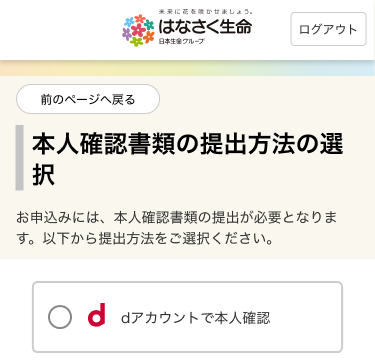 未来に花を咲かせましょう。
はなさく生命
日本生命グループ
ログアウト
前のページへ戻る
本人確認書類の提出方法の選
択
お申込みには、本人確認書類の提出が必要となりま
す。以下から提出方法をご選択ください。
d dアカウントで本人確認